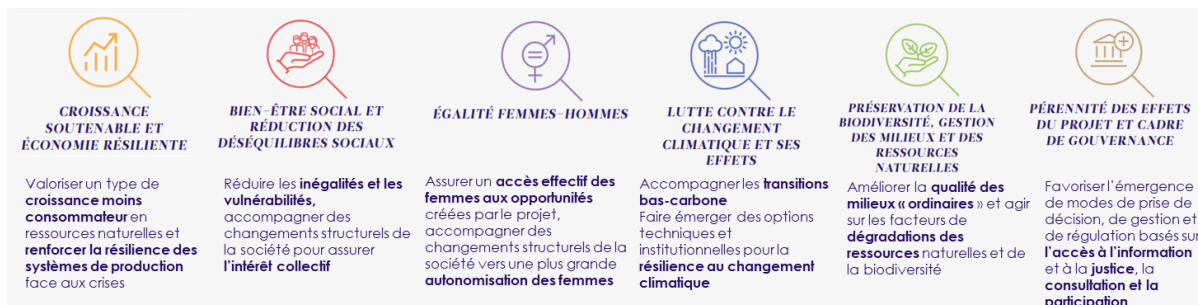 CROISSANCE
SOUTENABLE ET
ÉCONOMIE RÉSILIENTE
Valoriser un type de
croissance moins
consommateur en
ressources naturelles et
renforcer la résilience des
systèmes de production
face aux crises
BIEN-ÊTRE SOCIAL ET
RÉDUCTION DES
DÉSÉQUILIBRES SOCIAUX
Réduire les inégalités et les
vulnérabilités,
accompagner des
changements structurels de
la société pour assurer
l'intérêt collectif
ÉGALITÉ FEMMES-HOMMES
Assurer un accès effectif des
femmes aux opportunités
créées par le projet,
accompagner des
changements structurels de la
société vers une plus grande
autonomisation des femmes
LUTTE CONTRE LE
CHANGEMENT
CLIMATIQUE ET SES
EFFETS
Accompagner les transitions
bas-carbone
Faire émerger des options
techniques et
institutionnelles pour la
résilience au changement
climatique
PRÉSERVATION DE LA
BIODIVERSITÉ, GESTION
DES MILIEUX ET DES
RESSOURCES
NATURELLES
Améliorer la qualité des
milieux « ordinaires » et agir
sur les facteurs de
dégradations des
ressources naturelles et de
la biodiversité
PÉRENNITÉ DES EFFETS
DU PROJET ET CADRE
DE GOUVERNANCE
Favoriser l'émergence
de modes de prise de
décision, de gestion et
de régulation basés sur
l'accès à l'information
et à la justice, la
consultation et la
participation